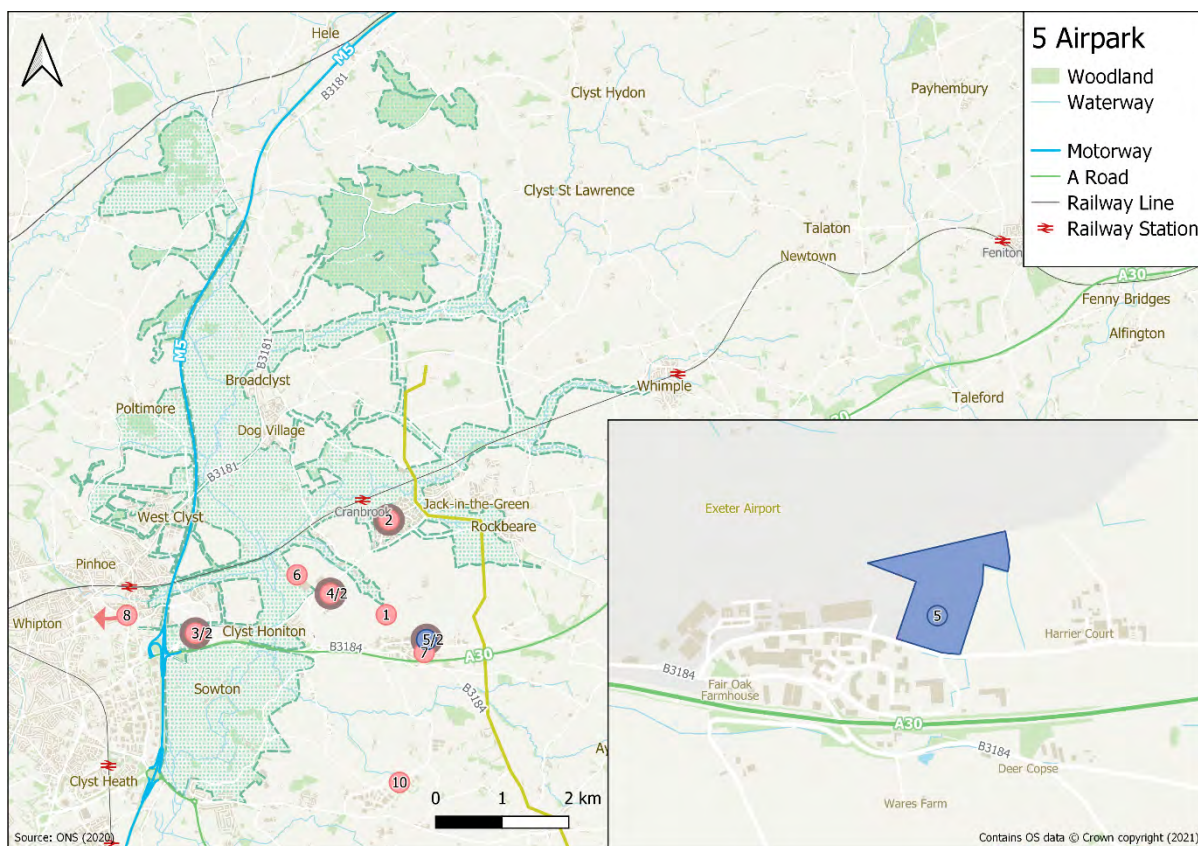 Hele
M5
B3181
Clyst Hydon
Payhembury
5 Airpark
Woodland
Waterway
Motorway
A Road
Railway Line
Railway Station
Clyst St Lawrence
Talaton
Newtown
Feniton
A30
Fenny Bridges
Alfington
M5
B3181
Broadclyst
Whimple
Taleford
Poltimore
Dog Village
B3181
Jack-in-the-Green
Cranbrook
2
Rockbeare
West Clyst
Pinhoe
6
4/2
1
8
Whipton
3/2
Clyst Honiton
B3184
5/2
7
A30
Sowton
B3184
Clyst Heath
10
0 1 2 km
Source: ONS (2020)
Exeter Airport
5
Harrier Court
B3184
Fair Oak
Farmhouse
A30
B3184
Deer Copse
Wares Farm
Contains OS data © Crown copyright (2021)